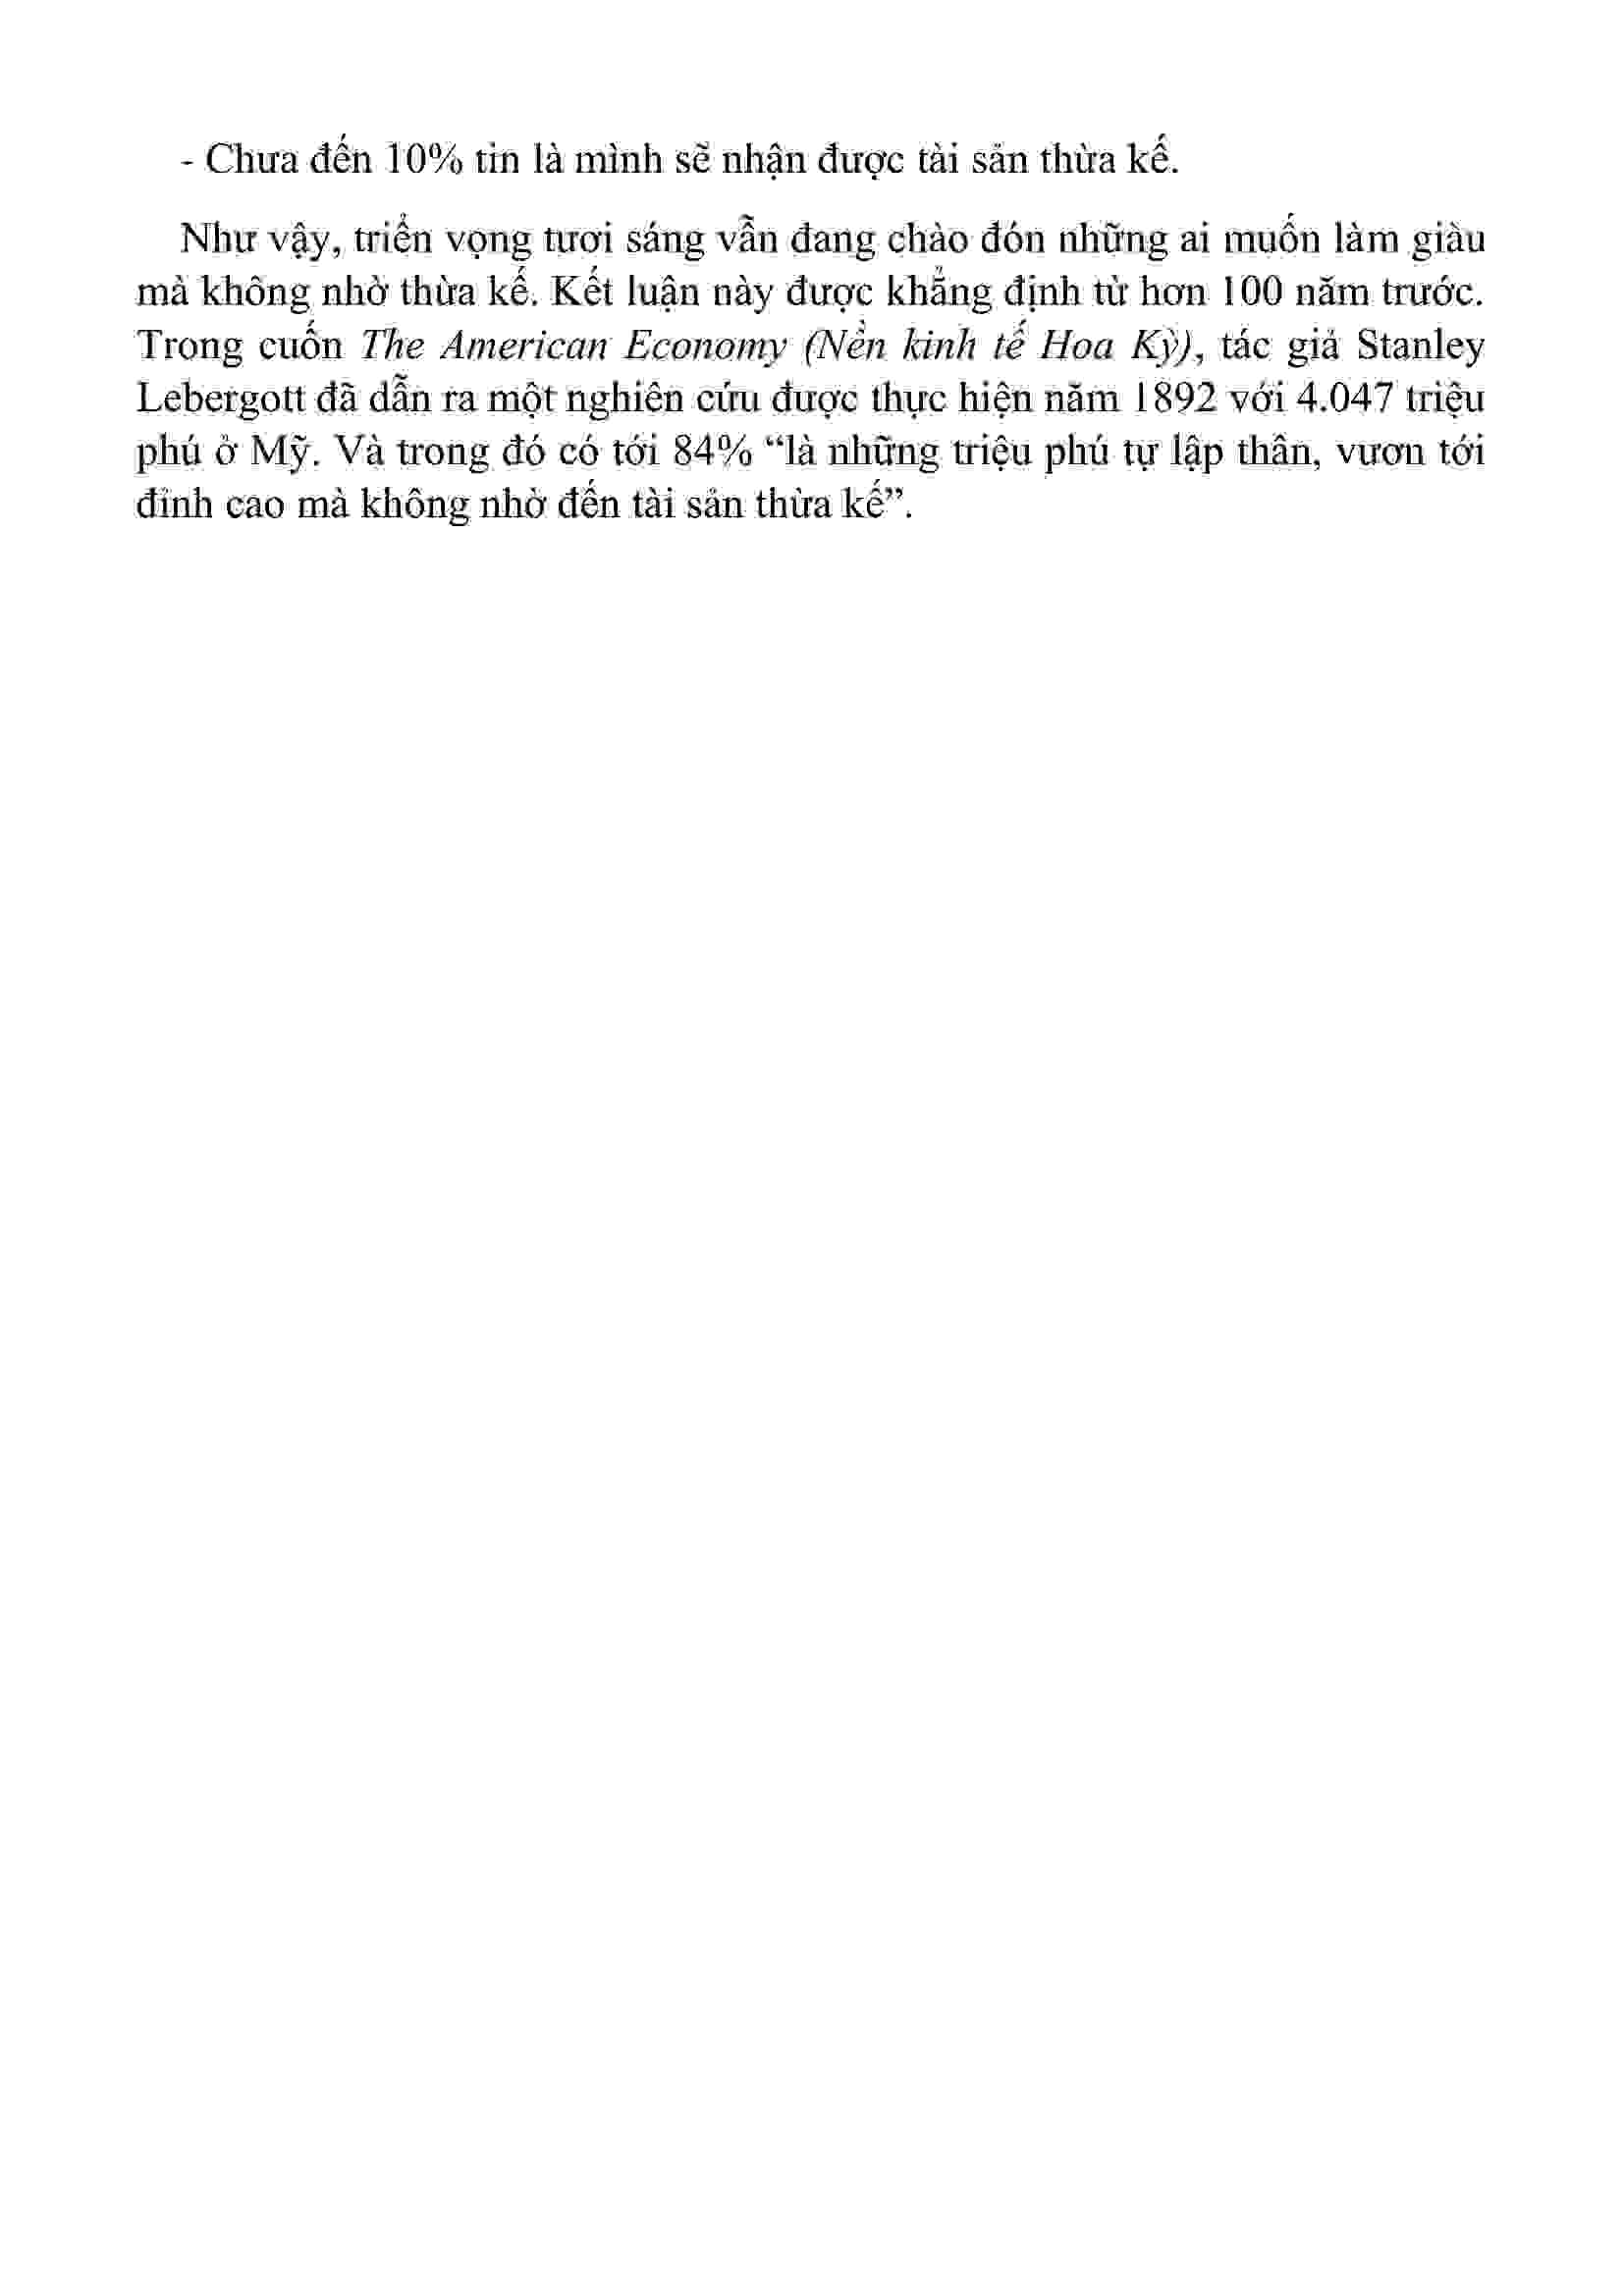 - Chưa đến 10% tin là mình sẽ nhận được tài sản thừa kế.
Như vậy, triển vọng tươi sáng vẫn đang chào đón những ai muốn làm giàu
mà không nhờ thừa kế. Kết luận này được khẳng định từ hơn 100 năm trước.
Trong cuốn The American Economy (Nền kinh tế Hoa Kỳ), tác giả Stanley
Lebergott đã dẫn ra một nghiên cứu được thực hiện năm 1892 với 4.047 triệu
phú ở Mỹ. Và trong đó có tới 84% “là những triệu phú tự lập thân, vươn tới
đỉnh cao mà không nhờ đến tài sản thừa kế”.